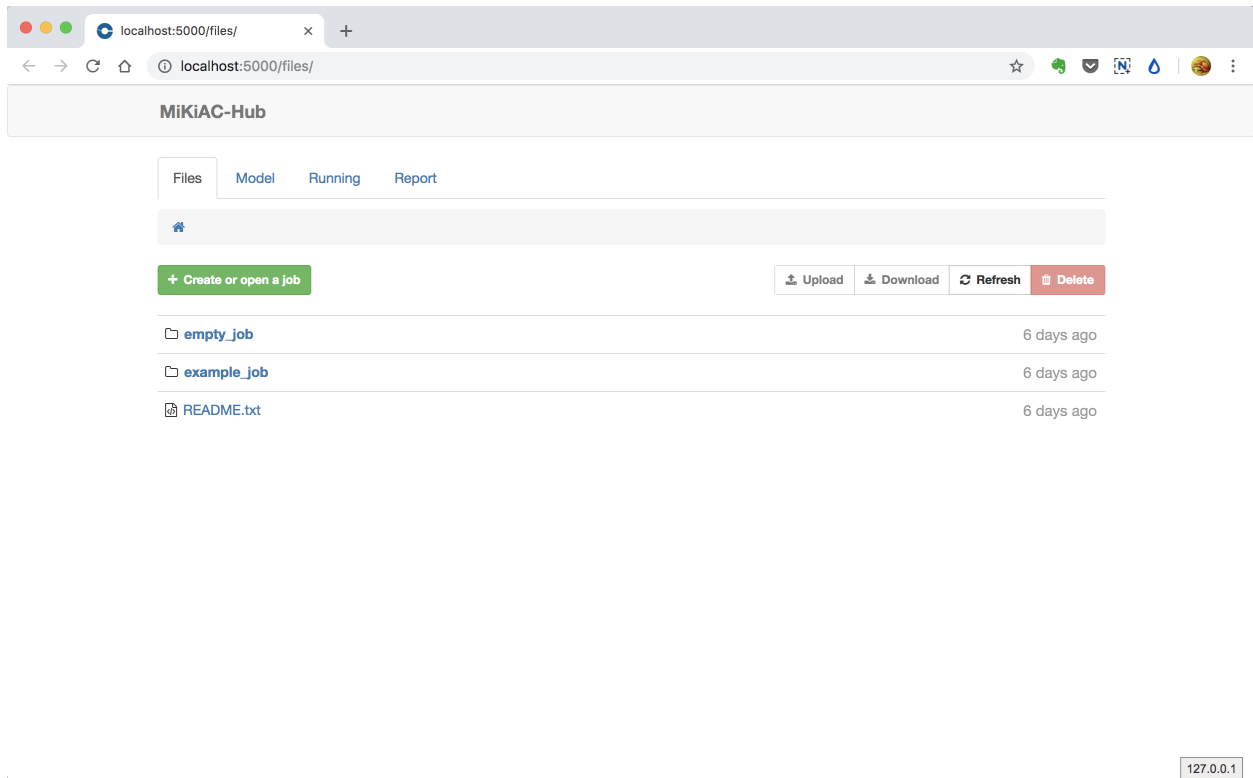 localhost:5000/files/
localhost:5000/files/
MiKiAC-Hub
Files Model Running Report
Create or open a job Upload Download Refresh Delete
empty_job 6 days ago
example_job 6 days ago
README.txt 6 days ago
127.0.0.1